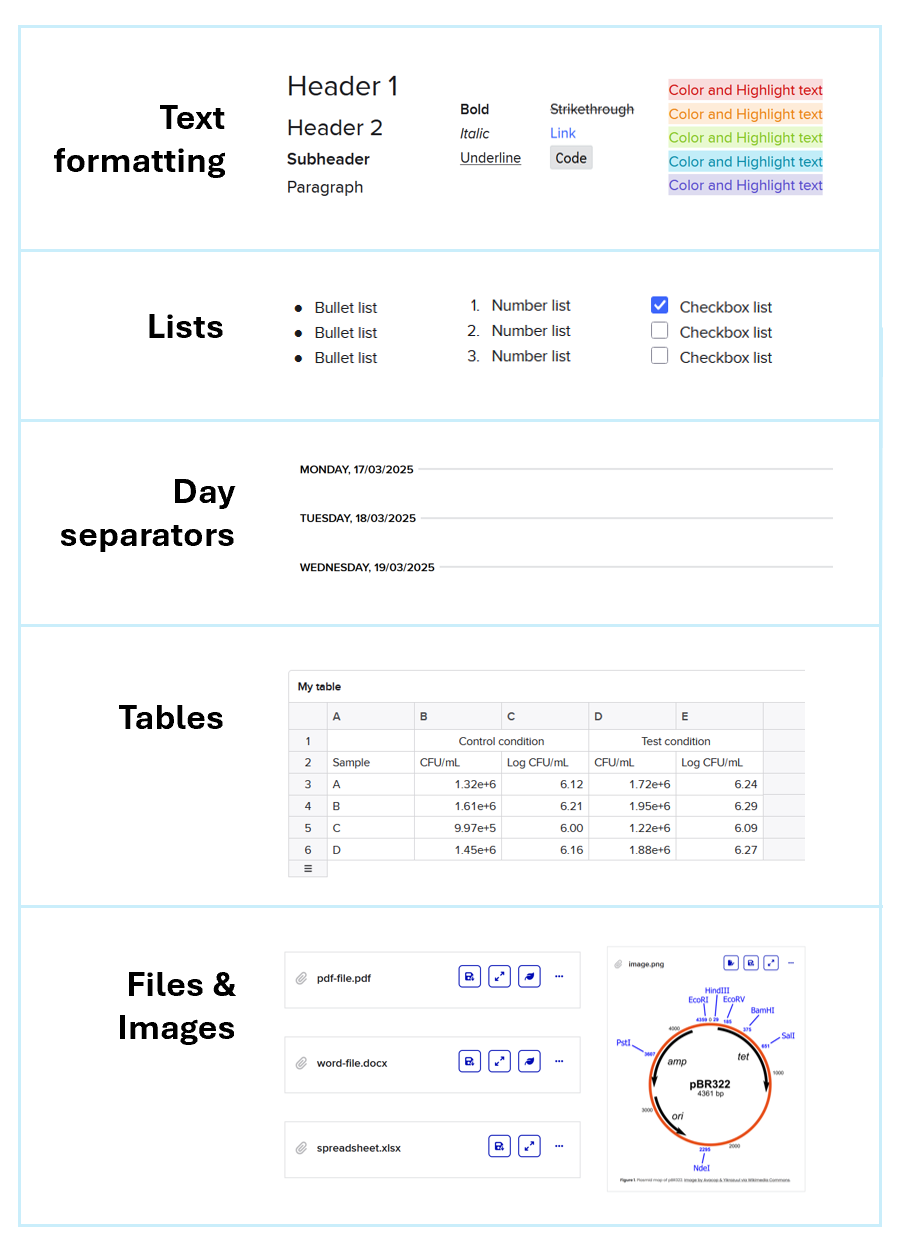 Text
formatting
Header 1
Header 2
Subheader
Paragraph
Bold
Italic
Underline
Strikethrough
Link
Code
Color and Highlight text
Color and Highlight text
Color and Highlight text
Color and Highlight text
Color and Highlight text
Lists
Bullet list
Bullet list
Bullet list
1. Number list
2. Number list
3. Number list
Checkbox list
Checkbox list
Checkbox list
Day
separators
MONDAY, 17/03/2025
TUESDAY, 18/03/2025
WEDNESDAY, 19/03/2025
Tables
My table
A B C D E
1 Control condition Test condition
2 Sample CFU/mL Log CFU/mL CFU/mL Log CFU/mL
3 A 1.32e+6 6.12 1.72e+6 6.24
4 B 1.61e+6 6.21 1.95e+6 6.29
5 C 9.97e+5 6.00 1.22e+6 6.09
6 D 1.45e+6 6.16 1.88e+6 6.27
Files &
Images
pdf-file.pdf
word-file.docx
spreadsheet.xlsx
image.png
HindIII
EcoRI EcoRV
BamHI
SalI
PstI
4359 0 29 185
375
651
4000
3607
1000
amp
tet
pBR322
4361 bp
3000
ori
2295
2000
NdeI
Figure 1. Plasmid map of pBR322. Image by Ayacop & Yikrazuul via Wikimedia Commons.